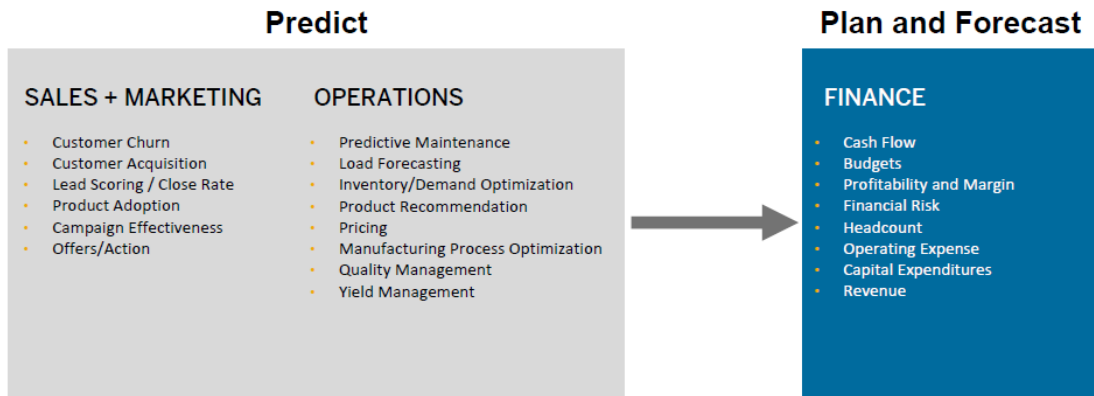 Predict
Plan and Forecast
SALES + MARKETING
• Customer Churn
• Customer Acquisition
• Lead Scoring / Close Rate
• Product Adoption
• Campaign Effectiveness
• Offers/Action
OPERATIONS
• Predictive Maintenance
• Load Forecasting
• Inventory/Demand Optimization
• Product Recommendation
• Pricing
• Manufacturing Process Optimization
• Quality Management
• Yield Management
FINANCE
• Cash Flow
• Budgets
• Profitability and Margin
• Financial Risk
• Headcount
• Operating Expense
• Capital Expenditures
• Revenue